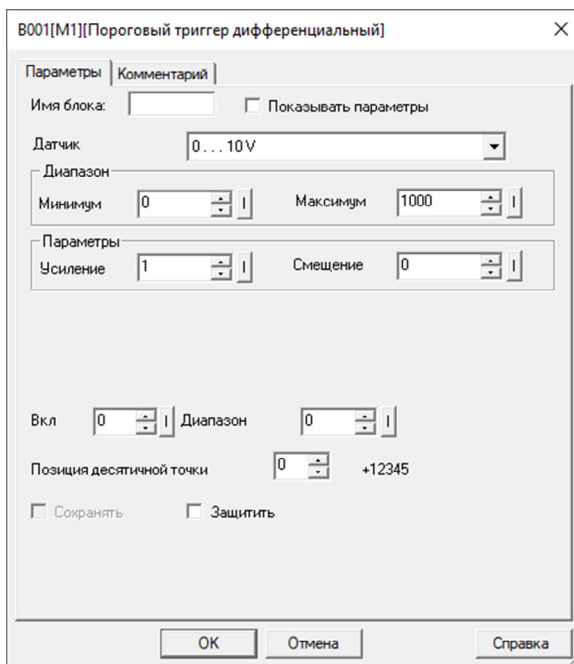 B001[M1][Пороговый триггер дифференциальный]
Параметры Комментарий
Имя блока: Показывать параметры
Датчик 0...10V
Диапазон
Минимум 0 I Максимум 1000 I
Параметры
Усиление 1 I Смещение 0 I
Вкл 0 I Диапазон 0 I
Позиция десятичной точки 0 +12345
Сохранять Защитить
OK Отмена Справка